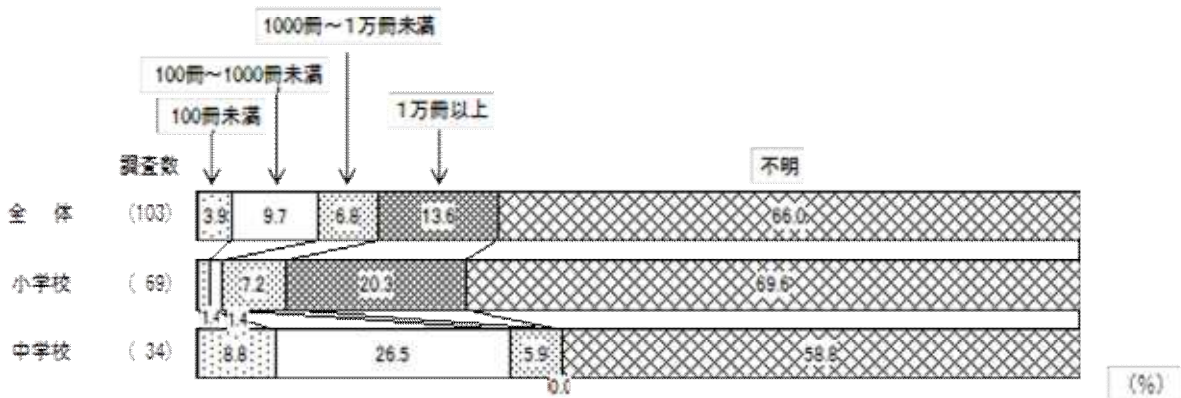 1000冊～1万冊未満
100冊～1000冊未満
100冊未満
1万冊以上
調査数
不明
全 体 (103) 3.9 9.7 6.8 13.6 66.0
小学校 ( 69) 1.4 1.4 7.2 20.3 69.6
中学校 ( 34) 8.8 26.5 5.9 0.0 58.8
(%)